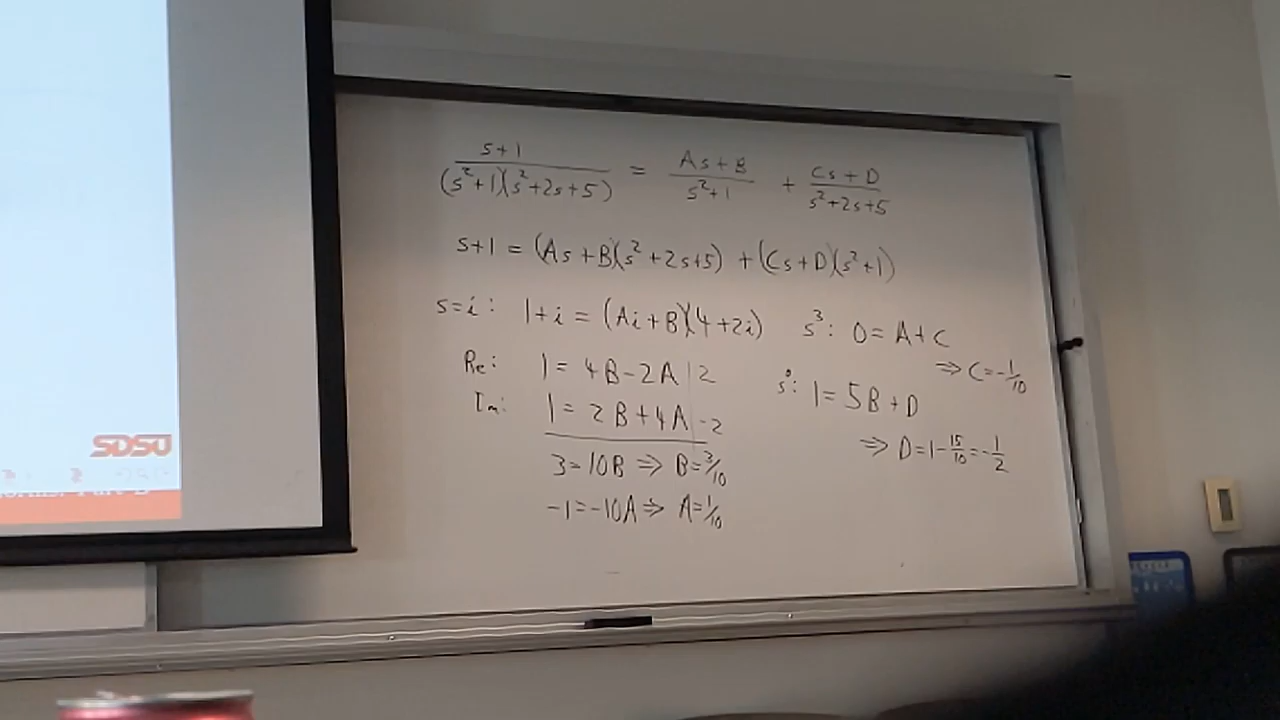 s+1 / (s²+1)(s²+2s+5) = As+B / s²+1 + Cs+D / s²+2s+5
s+1 = (As+B)(s²+2s+5) + (Cs+D)(s²+1)
s=i: 1+i = (Ai+B)(4+2i)
Re: 1 = 4B-2A | 2
Im: 1 = 2B+4A | -2
3=10B ⇒ B=3/10
-1=-10A ⇒ A=1/10
s³: 0=A+C
⇒ C=-1/10
s⁰: 1=5B+D
⇒ D=1-15/10=-1/2
SDSU